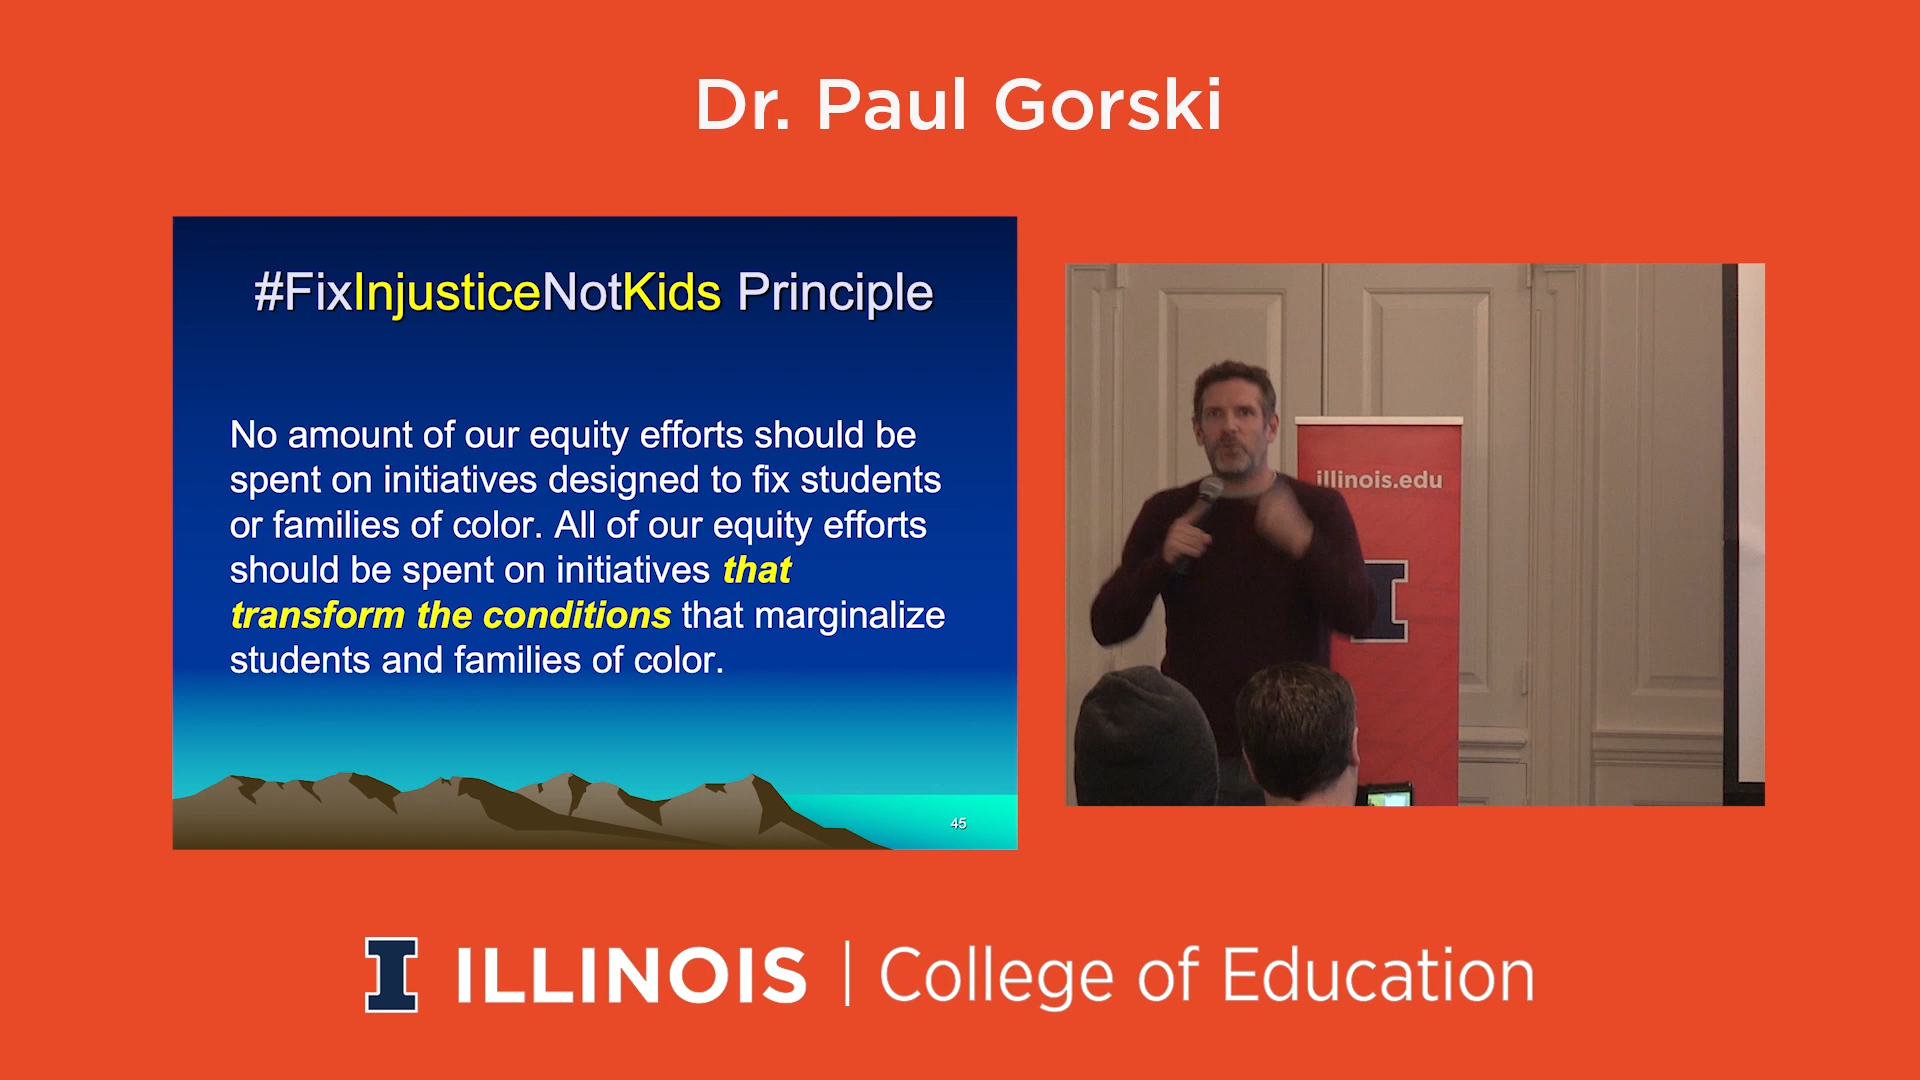 Dr. Paul Gorski
#FixInjusticeNotKids Principle
No amount of our equity efforts should be
spent on initiatives designed to fix students
or families of color. All of our equity efforts
should be spent on initiatives that
transform the conditions that marginalize
students and families of color.
45
illinois.edu
I
I ILLINOIS | College of Education